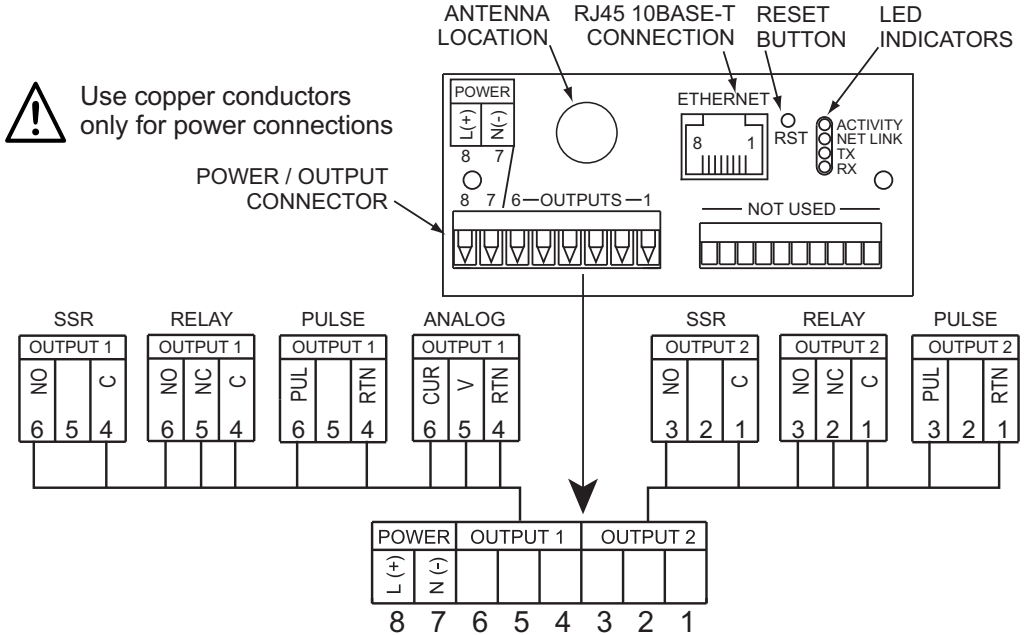 ANTENNA
LOCATION
RJ45 10BASE-T
CONNECTION
RESET
BUTTON
LED
INDICATORS
Use copper conductors
only for power connections
POWER
L(+) N(-)
8 7
ETHERNET
8 1
RST
ACTIVITY
NET LINK
TX
RX
POWER / OUTPUT
CONNECTOR
8 7 6 OUTPUTS 1
NOT USED
SSR
OUTPUT 1
NO C
6 5 4
RELAY
OUTPUT 1
NO NC C
6 5 4
PULSE
OUTPUT 1
PUL RTN
6 5 4
ANALOG
OUTPUT 1
CUR V RTN
6 5 4
SSR
OUTPUT 2
NO C
3 2 1
RELAY
OUTPUT 2
NO NC C
3 2 1
PULSE
OUTPUT 2
PUL RTN
3 2 1
POWER OUTPUT 1 OUTPUT 2
L (+) N (-)
8 7 6 5 4 3 2 1